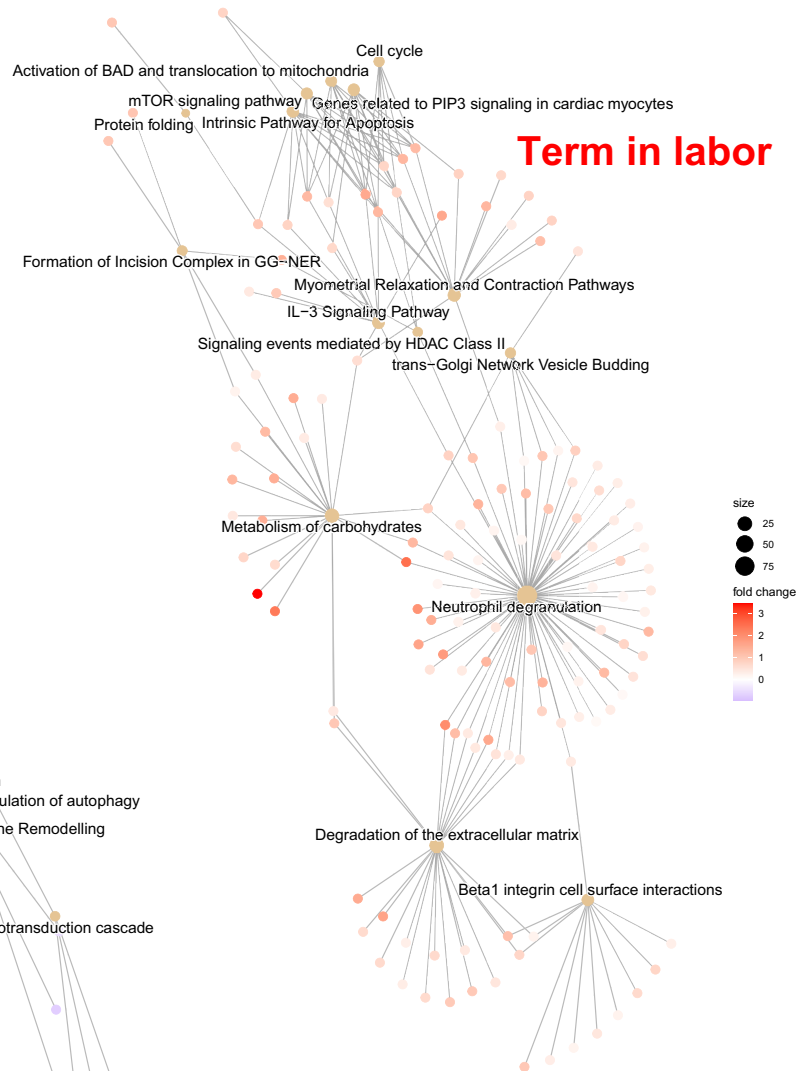 Cell cycle
Activation of BAD and translocation to mitochondria
mTOR signaling pathway
Genes related to PIP3 signaling in cardiac myocytes
Protein folding
Intrinsic Pathway for Apoptosis
Term in labor
Formation of Incision Complex in GG−NER
Myometrial Relaxation and Contraction Pathways
IL−3 Signaling Pathway
Signaling events mediated by HDAC Class II
trans−Golgi Network Vesicle Budding
size
25
50
75
Metabolism of carbohydrates
fold change
3
2
1
0
Neutrophil degranulation
ulation of autophagy
ne Remodelling
Degradation of the extracellular matrix
Beta1 integrin cell surface interactions
otransduction cascade